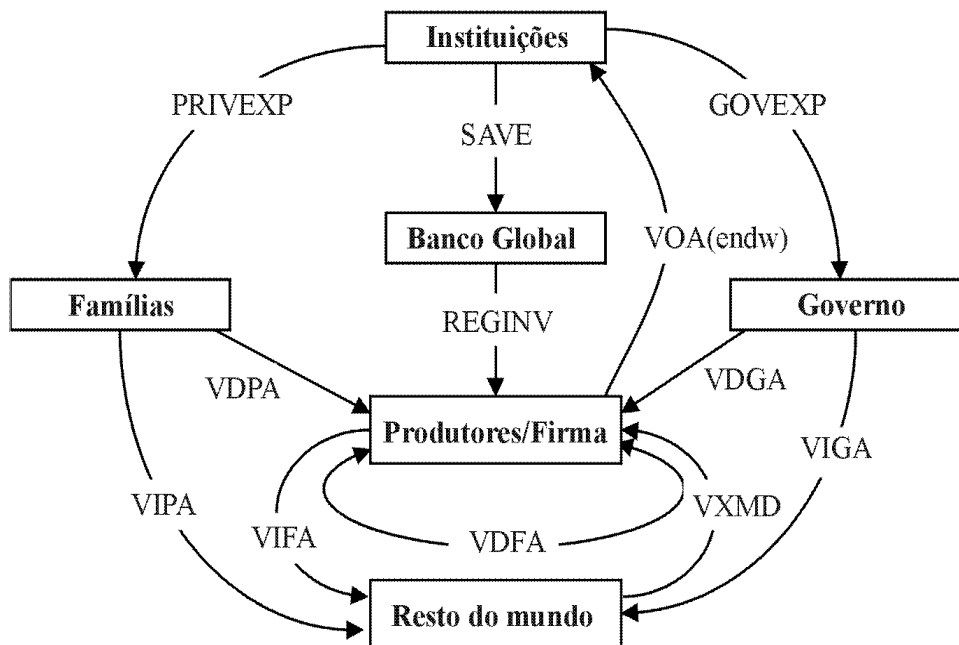 Instituições
PRIVEXP
GOVEXP
SAVE
Banco Global
VOA(endw)
Famílias
Governo
REGINV
VDPA
VDGA
Produtores/Firma
VIPA
VIFA
VDFA
VXMD
VIGA
Resto do mundo